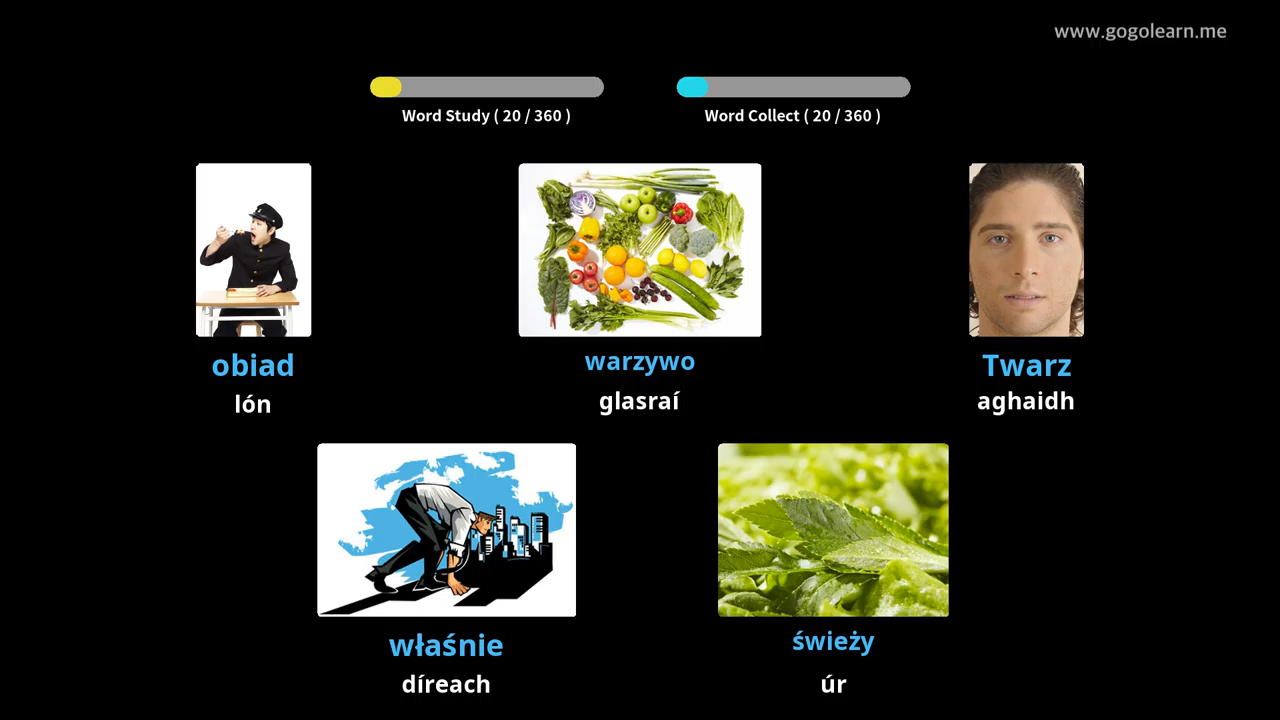 www.gogolearn.me
Word Study ( 20 / 360 )
Word Collect ( 20 / 360 )
obiad
lón
warzywo
glasraí
Twarz
aghaidh
właśnie
díreach
świeży
úr